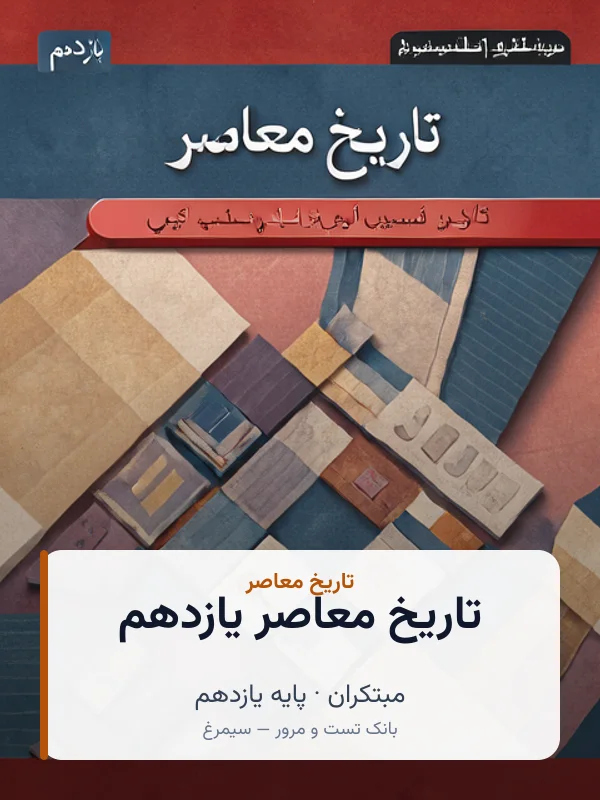 یازدهم
تاریخ معاصر
تاریخ معاصر
تاریخ معاصر یازدهم
مبتکران · پایه یازدهم
بانک تست و مرور – سیمرغ